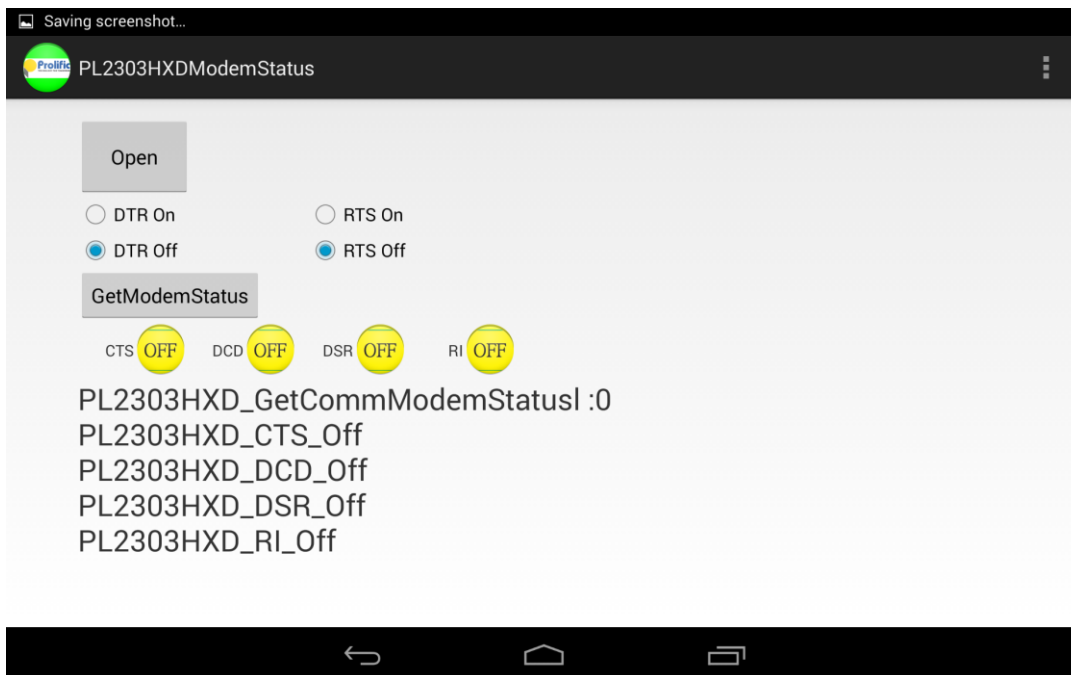 Saving screenshot...
Prolific PL2303HXDModemStatus
Open
DTR On RTS On
DTR Off RTS Off
GetModemStatus
CTS OFF DCD OFF DSR OFF RI OFF
PL2303HXD_GetCommModemStatusl :0
PL2303HXD_CTS_Off
PL2303HXD_DCD_Off
PL2303HXD_DSR_Off
PL2303HXD_RI_Off